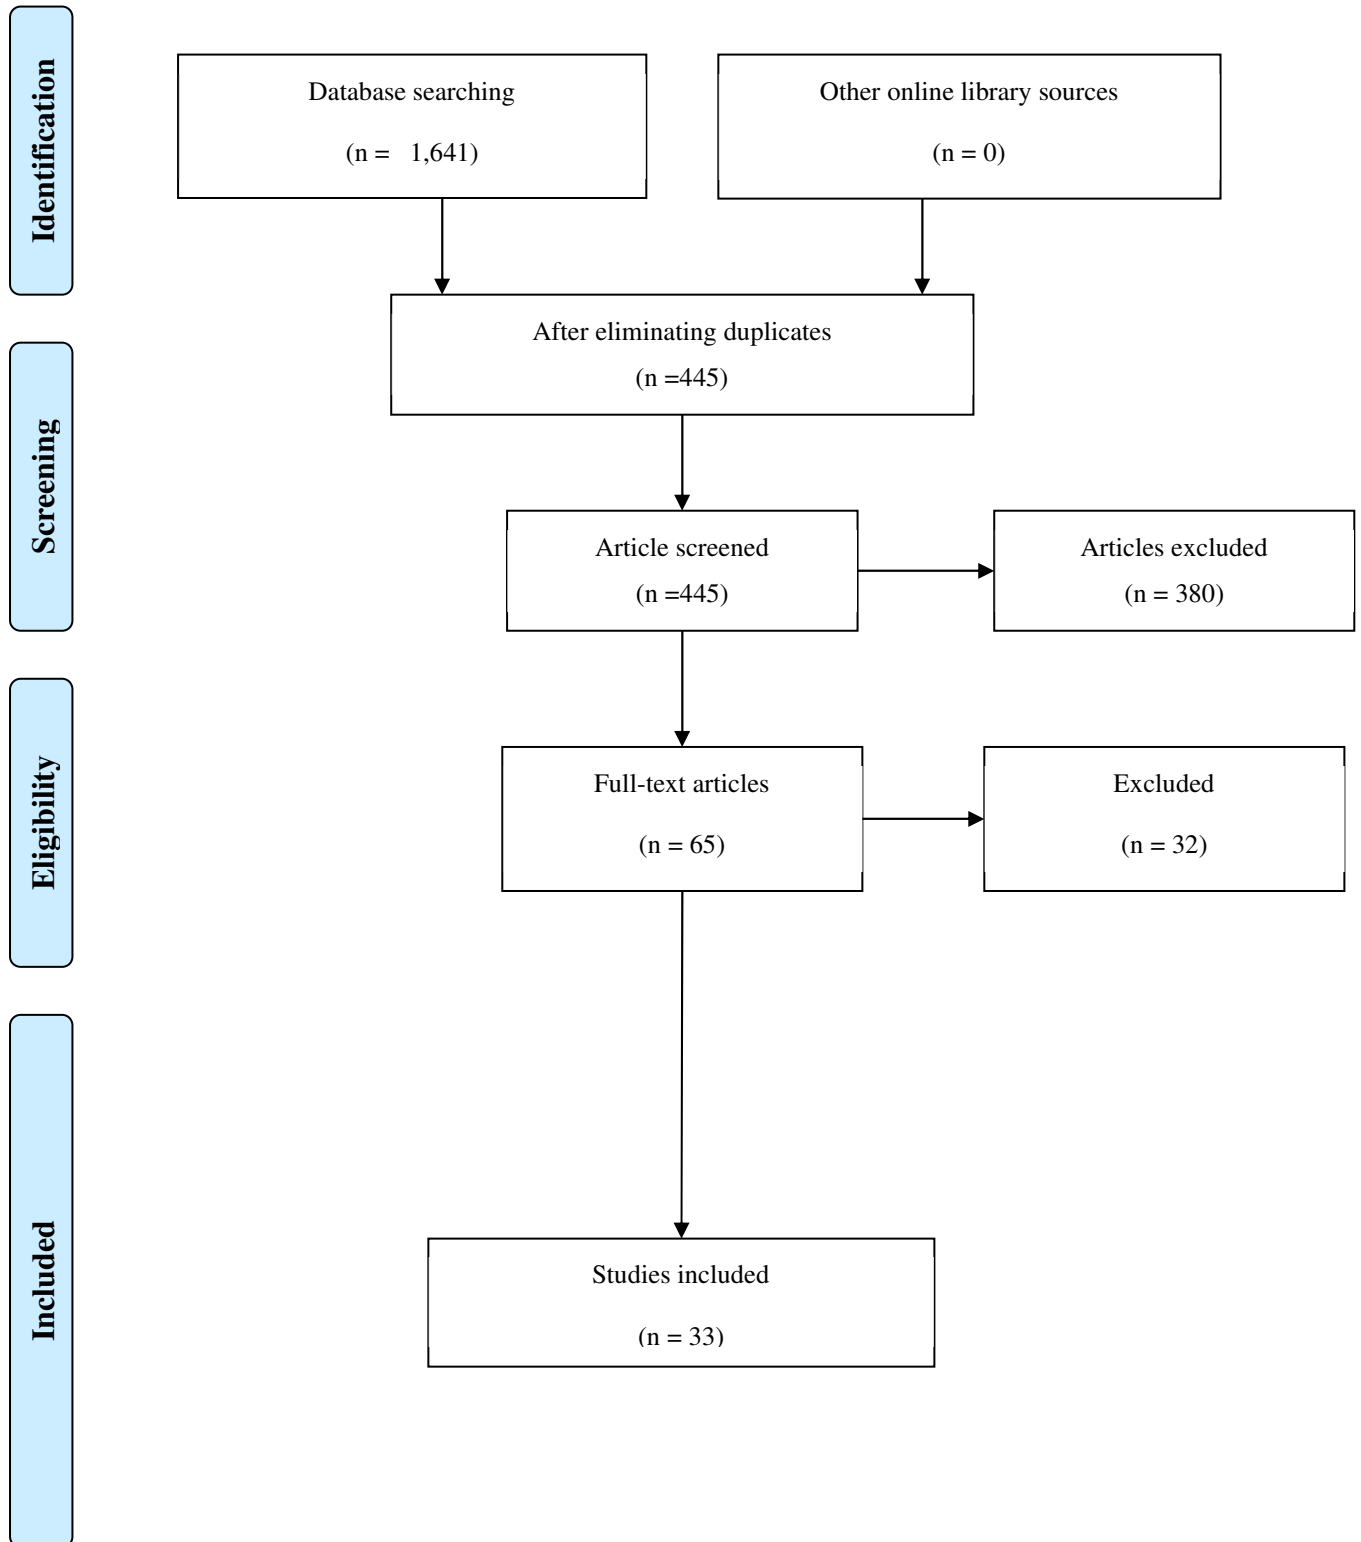 Identification
Database searching
(n =   1,641)
Other online library sources
(n = 0)
After eliminating duplicates
(n =445)
Screening
Article screened
(n =445)
Articles excluded
(n = 380)
Eligibility
Full-text articles
(n = 65)
Excluded
(n = 32)
Included
Studies included
(n = 33)